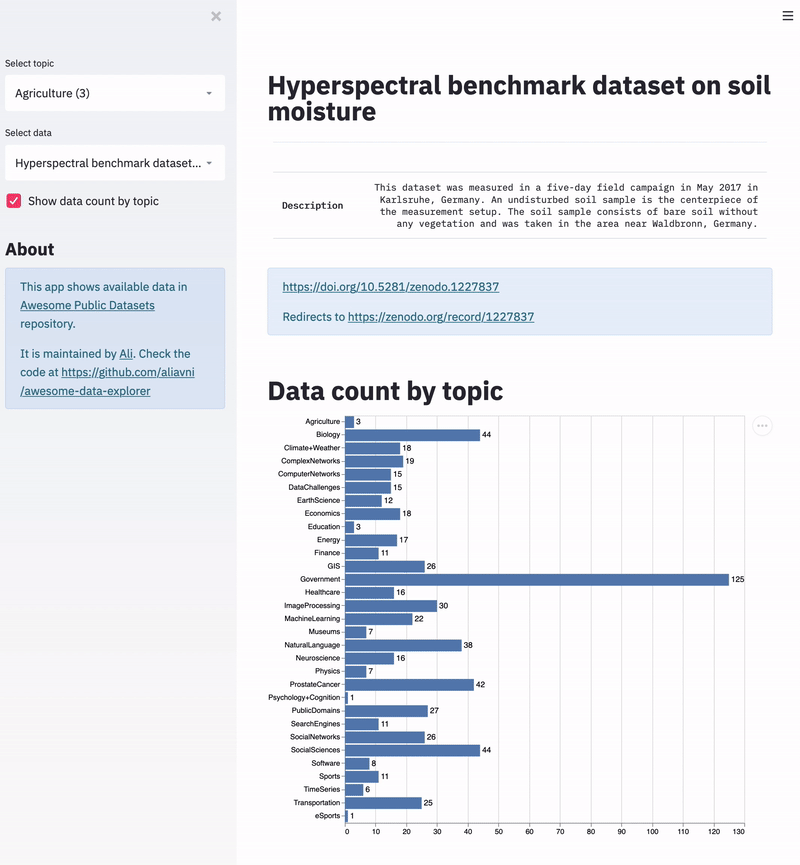 Select topic
Agriculture (3)
Select data
Hyperspectral benchmark dataset...
Show data count by topic
About
This app shows available data in
Awesome Public Datasets
repository.
It is maintained by Ali. Check the
code at https://github.com/aliavni
/awesome-data-explorer
Hyperspectral benchmark dataset on soil
moisture
Description
This dataset was measured in a five-day field campaign in May 2017 in
Karlsruhe, Germany. An undisturbed soil sample is the centerpiece of
the measurement setup. The soil sample consists of bare soil without
any vegetation and was taken in the area near Waldbronn, Germany.
https://doi.org/10.5281/zenodo.1227837
Redirects to https://zenodo.org/record/1227837
Data count by topic
Agriculture 3
Biology 44
Climate+Weather 18
ComplexNetworks 19
ComputerNetworks 15
DataChallenges 15
EarthScience 12
Economics 18
Education 3
Energy 17
Finance 11
GIS 26
Government 125
Healthcare 16
ImageProcessing 30
MachineLearning 22
Museums 7
NaturalLanguage 38
Neuroscience 16
Physics 7
ProstateCancer 42
Psychology+Cognition 1
PublicDomains 27
SearchEngines 11
SocialNetworks 26
SocialSciences 44
Software 8
Sports 11
TimeSeries 6
Transportation 25
eSports 1
0 10 20 30 40 50 60 70 80 90 100 110 120 130